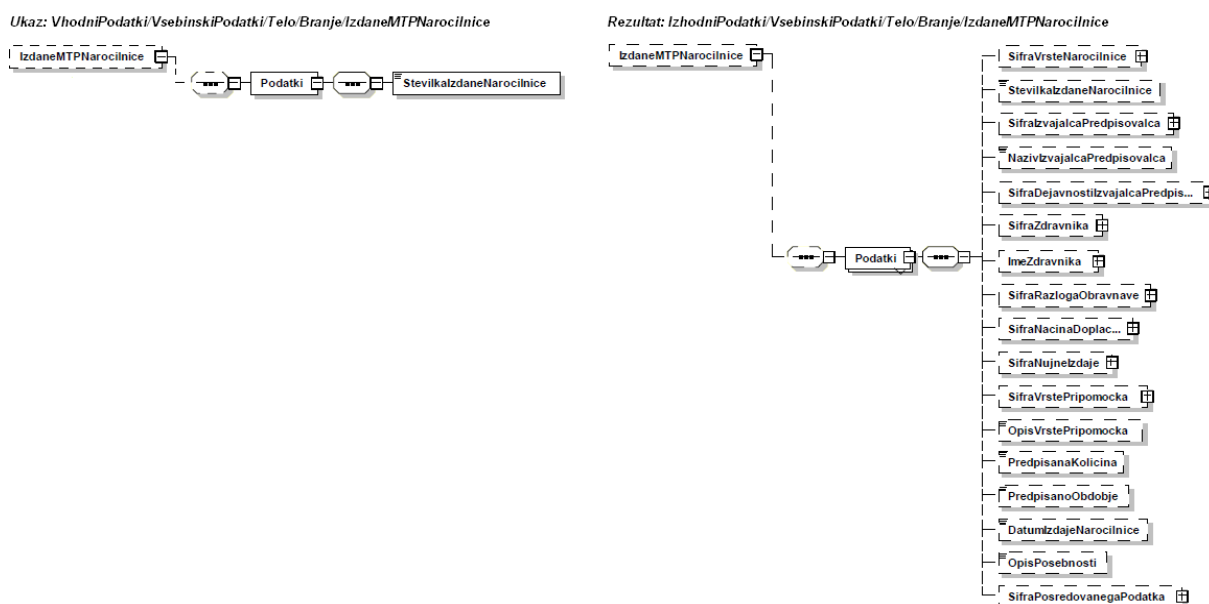 Ukaz: VhodniPodatki/VsebinskiPodatki/Telo/Branje/IzdaneMTPNarocilnice
IzdaneMTPNarocilnice
Podatki
StevilkaIzdaneNarocilnice
Rezultat: IzhodniPodatki/VsebinskiPodatki/Telo/Branje/IzdaneMTPNarocilnice
IzdaneMTPNarocilnice
Podatki
SifraVrsteNarocilnice
StevilkaIzdaneNarocilnice
SifraIzvajalcaPredpisovalca
NazivIzvajalcaPredpisovalca
SifraDejavnostiIzvajalcaPredpis...
SifraZdravnika
ImeZdravnika
SifraRazlogaObravnave
SifraNacinaDoplac...
SifraNujneIzdaje
SifraVrstePripomocka
OpisVrstePripomocka
PredpisanaKolicina
PredpisanoObdobje
DatumIzdajeNarocilnice
OpisPosebnosti
SifraPosredovanegaPodatka